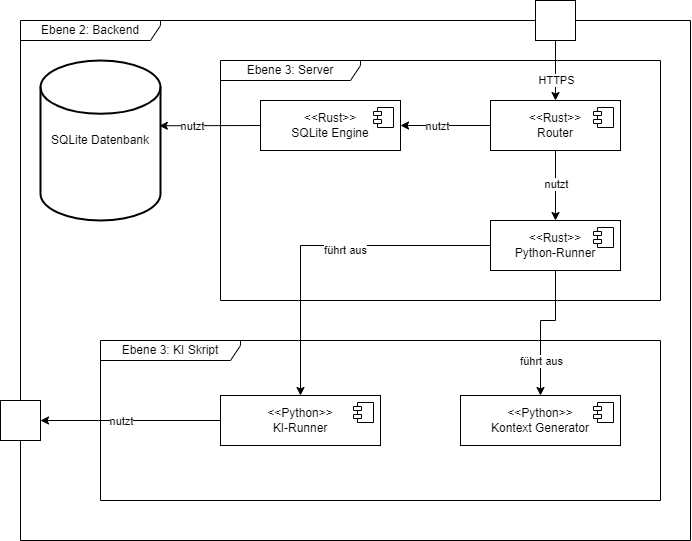 Ebene 2: Backend
HTTPS
Ebene 3: Server
<<Rust>>
SQLite Engine
<<Rust>>
Router
SQLite Datenbank
nutzt
nutzt
nutzt
<<Rust>>
Python-Runner
führt aus
führt aus
Ebene 3: KI Skript
<<Python>>
KI-Runner
<<Python>>
Kontext Generator
nutzt